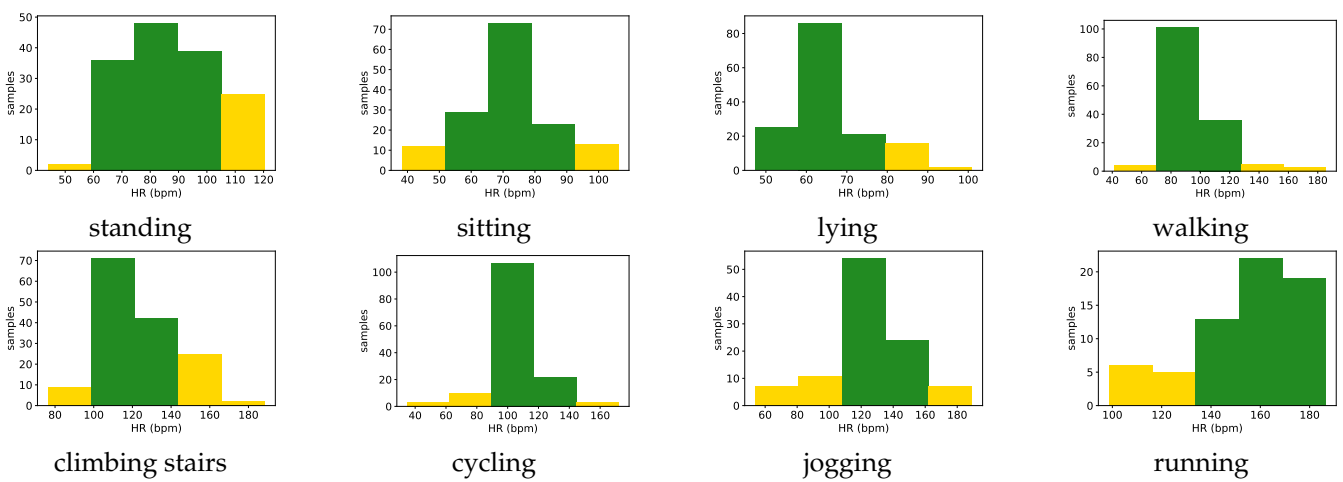 50
40
30
20
10
0
samples
50 60 70 80 90 100 110 120
HR (bpm)
standing
70
60
50
40
30
20
10
0
samples
40 50 60 70 80 90 100
HR (bpm)
sitting
80
60
40
20
0
samples
50 60 70 80 90 100
HR (bpm)
lying
100
80
60
40
20
0
samples
40 60 80 100 120 140 160 180
HR (bpm)
walking
70
60
50
40
30
20
10
0
samples
80 100 120 140 160 180
HR (bpm)
climbing stairs
100
80
60
40
20
0
samples
40 60 80 100 120 140 160
HR (bpm)
cycling
50
40
30
20
10
0
samples
60 80 100 120 140 160 180
HR (bpm)
jogging
20
15
10
5
0
samples
100 120 140 160 180
HR (bpm)
running